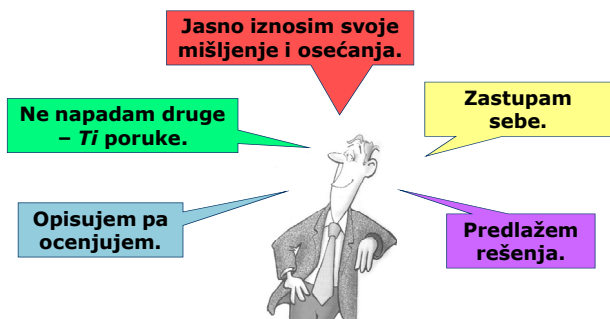 Jasno iznosim svoje
mišljenje i osećanja.
Ne napadam druge
– Ti poruke.
Zastupam
sebe.
Opisujem pa
ocenjujem.
Predlažem
rešenja.